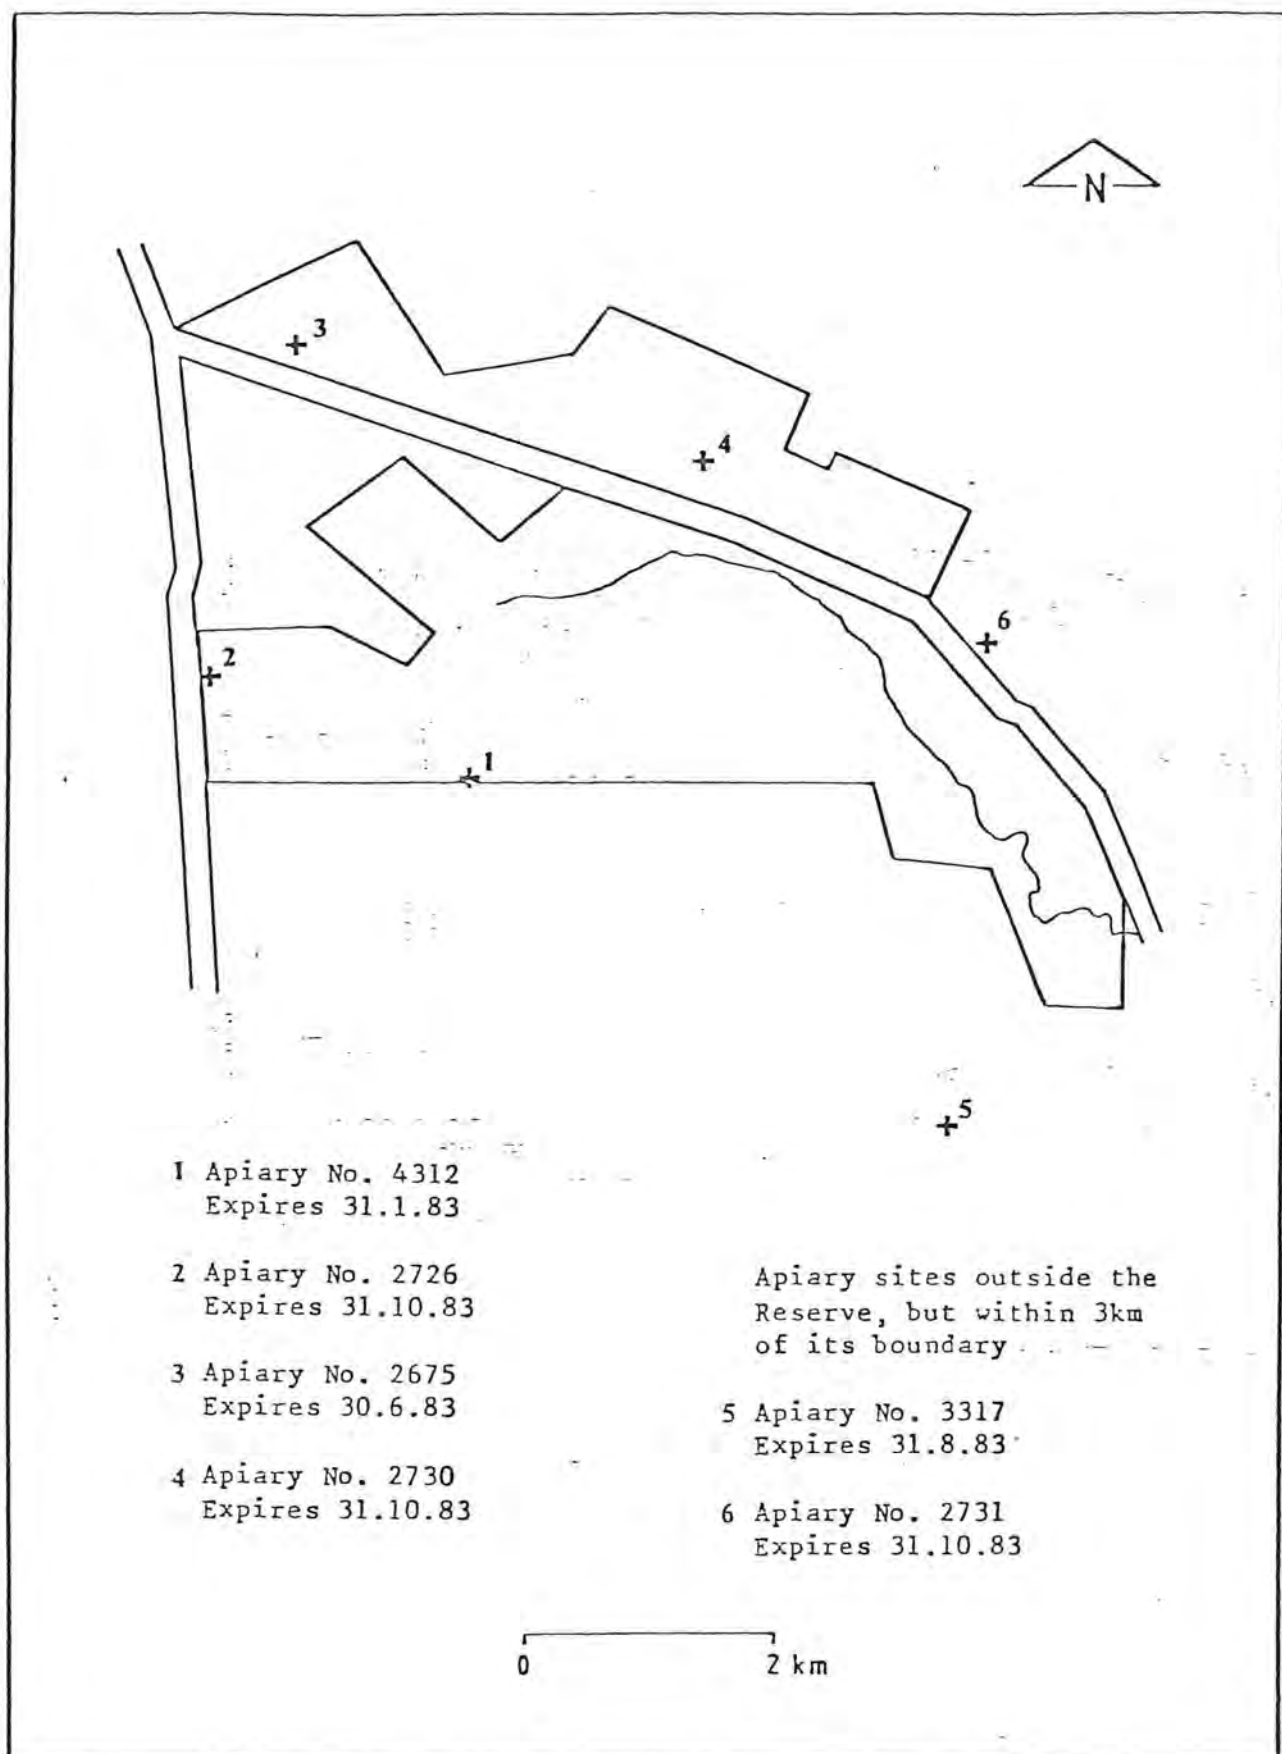 N
3
4
6
2
1
5
1 Apiary No. 4312
Expires 31.1.83
2 Apiary No. 2726
Expires 31.10.83
3 Apiary No. 2675
Expires 30.6.83
4 Apiary No. 2730
Expires 31.10.83
Apiary sites outside the
Reserve, but within 3km
of its boundary
5 Apiary No. 3317
Expires 31.8.83
6 Apiary No. 2731
Expires 31.10.83
0 2 km